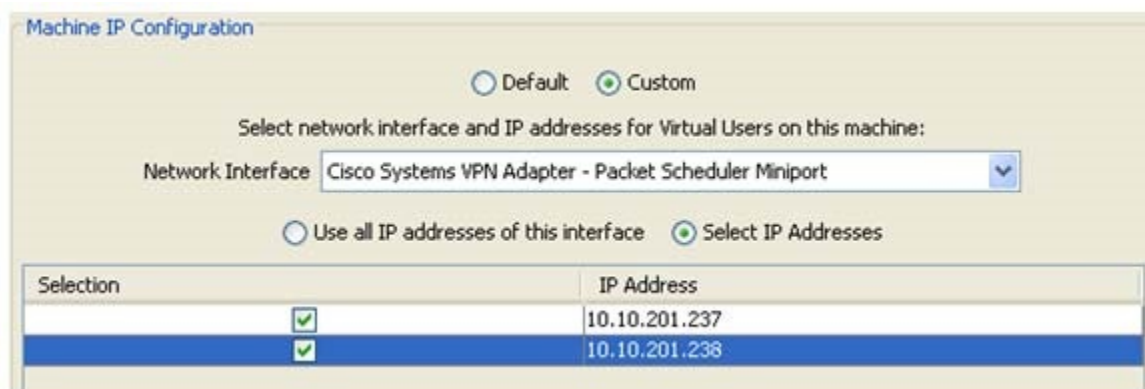 Machine IP Configuration
Default Custom
Select network interface and IP addresses for Virtual Users on this machine:
Network Interface Cisco Systems VPN Adapter - Packet Scheduler Miniport
Use all IP addresses of this interface Select IP Addresses
Selection IP Address
10.10.201.237
10.10.201.238